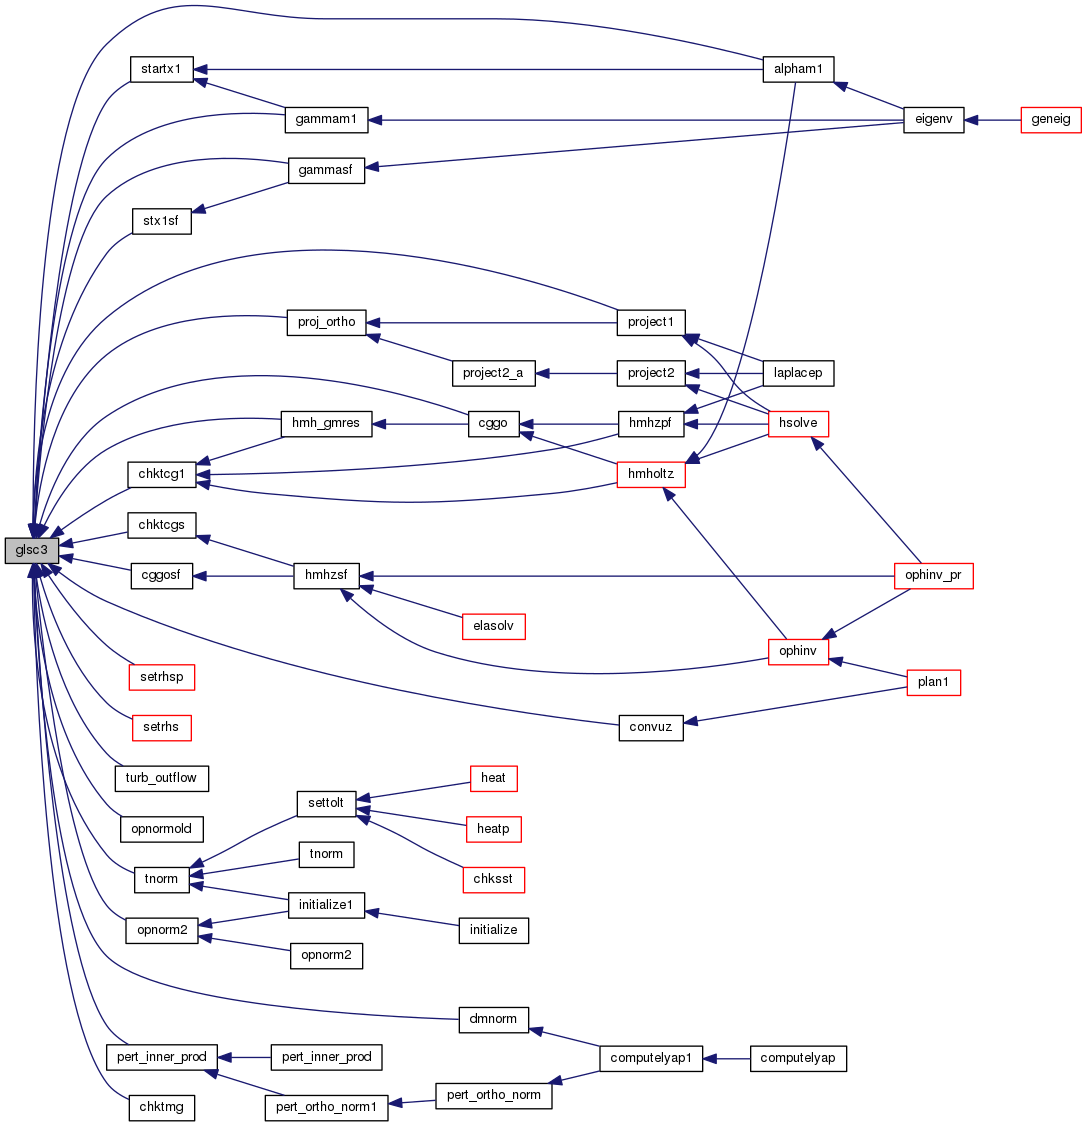 startx1
alpham1
gammam1
eigenv
geneig
gammasf
stx1sf
proj_ortho
project1
project2_a
project2
laplacep
hmh_gmres
cggo
hmhzpf
hsolve
chktcg1
hmholtz
chktcgs
glsc3
cggosf
hmhzsf
ophinv_pr
elasolv
ophinv
setrhsp
plan1
setrhs
convuz
turb_outflow
heat
settolt
opnormold
heatp
tnorm
tnorm
chksst
initialize1
opnorm2
initialize
opnorm2
dmnorm
pert_inner_prod
pert_inner_prod
computelyap1
computelyap
pert_ortho_norm
chktmg
pert_ortho_norm1